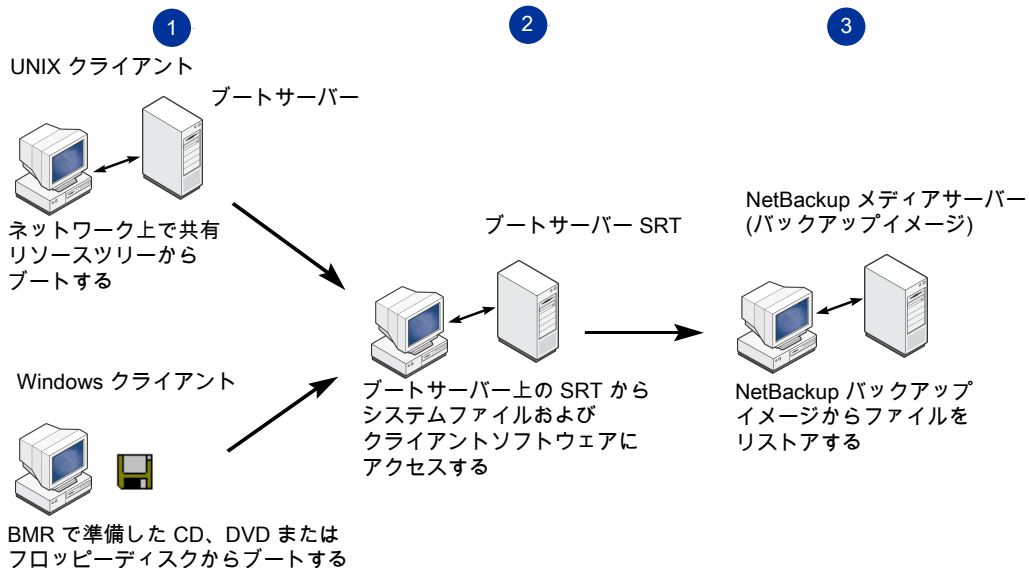 1
2
3
UNIX クライアント
ブートサーバー
ネットワーク上で共有
リソースツリーから
ブートする
Windows クライアント
BMR で準備した CD、DVD または
フロッピーディスクからブートする
ブートサーバー SRT
ブートサーバー上の SRT から
システムファイルおよび
クライアントソフトウェアに
アクセスする
NetBackup メディアサーバー
(バックアップイメージ)
NetBackup バックアップ
イメージからファイルを
リストアする